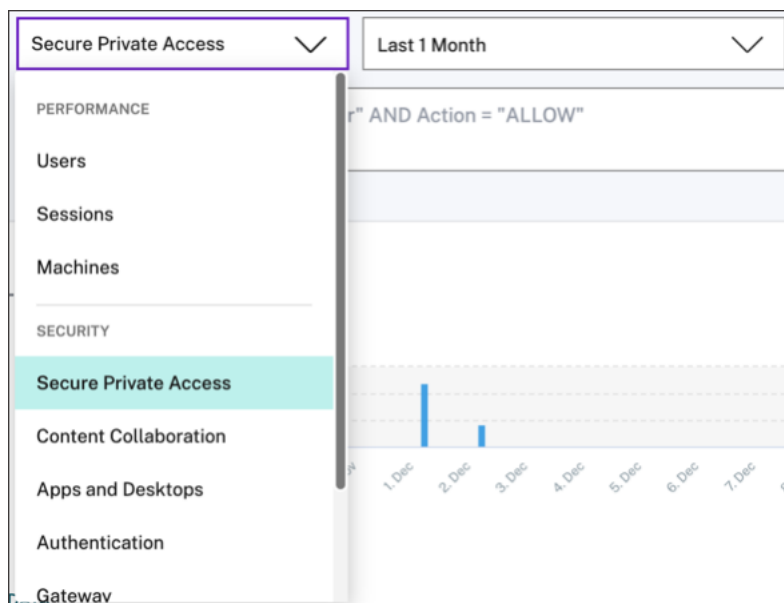 Secure Private Access
Last 1 Month
r" AND Action = "ALLOW"
PERFORMANCE
Users
Sessions
Machines
SECURITY
Secure Private Access
Content Collaboration
Apps and Desktops
Authentication
Gateway
1. Dec
2. Dec
3. Dec
4. Dec
5. Dec
6. Dec
7. Dec